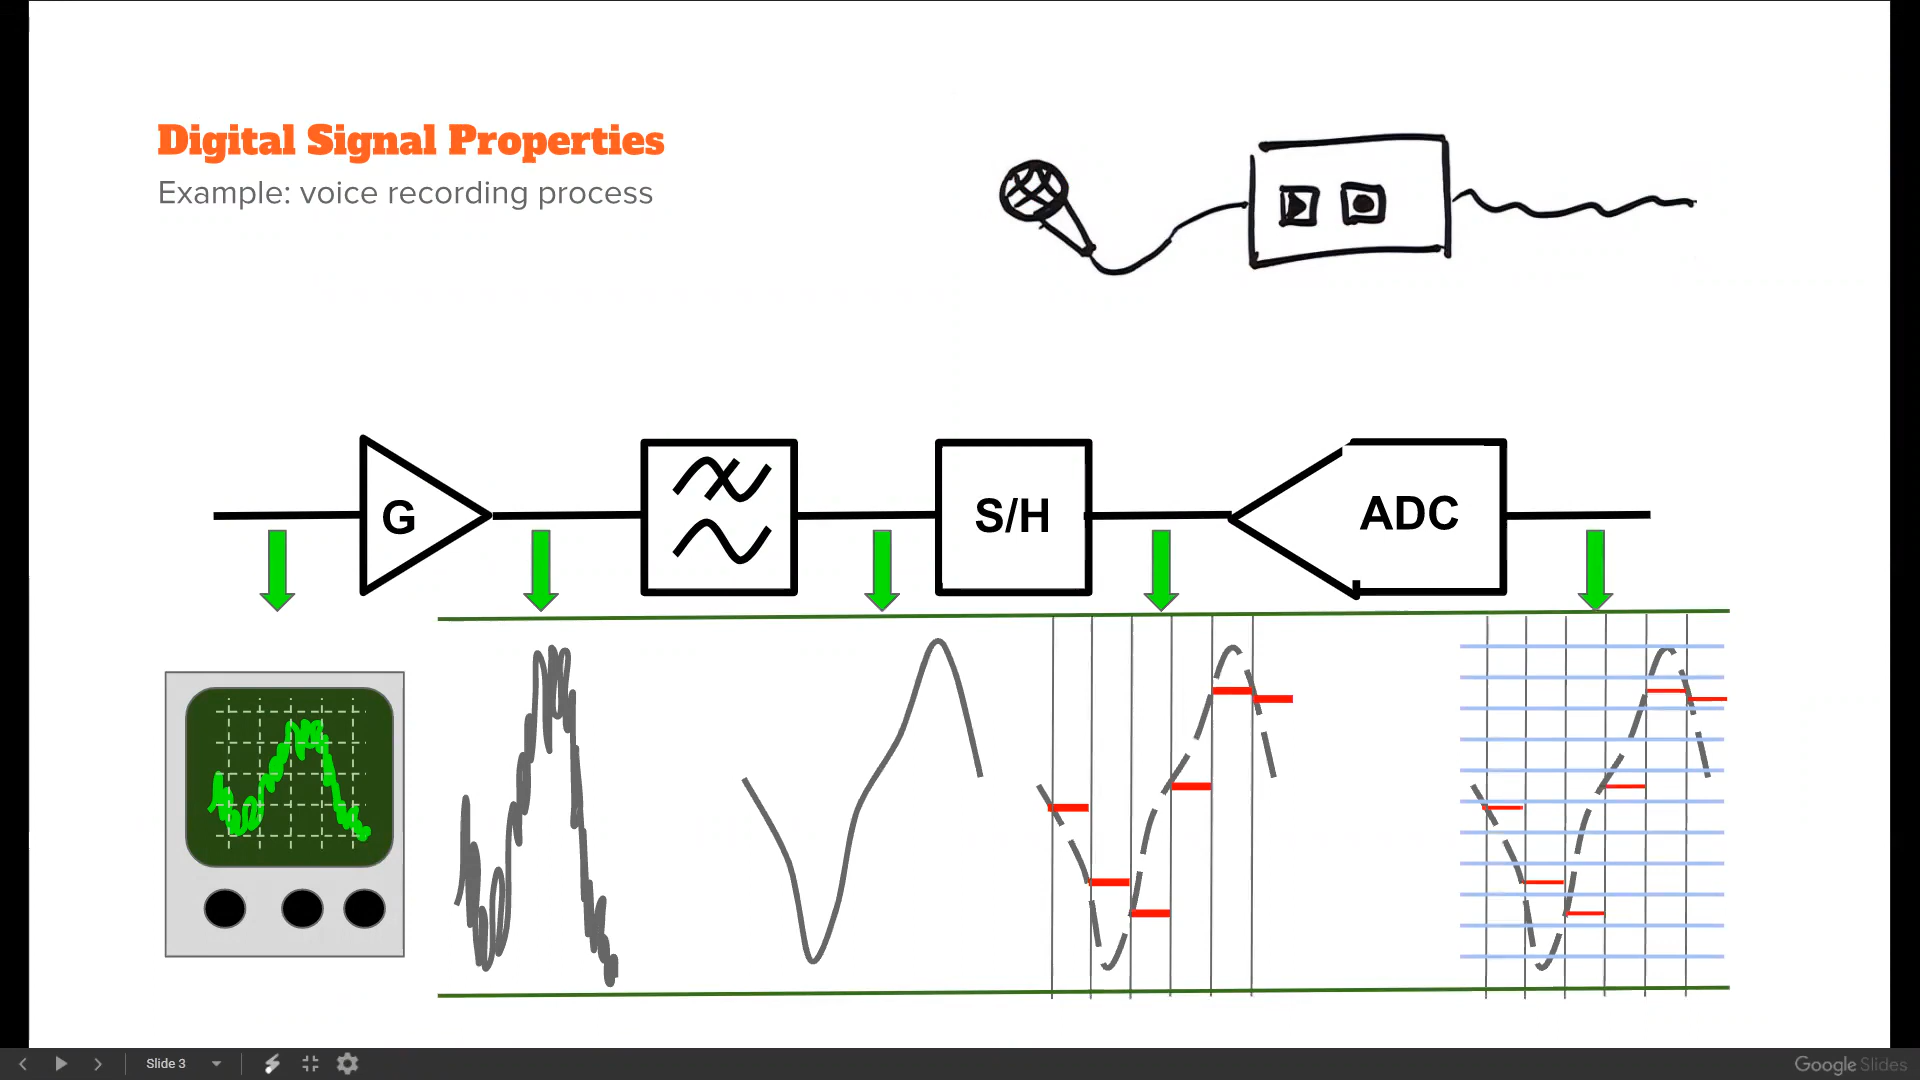 Digital Signal Properties
Example: voice recording process
G
S/H
ADC
Slide 3
Google Slides